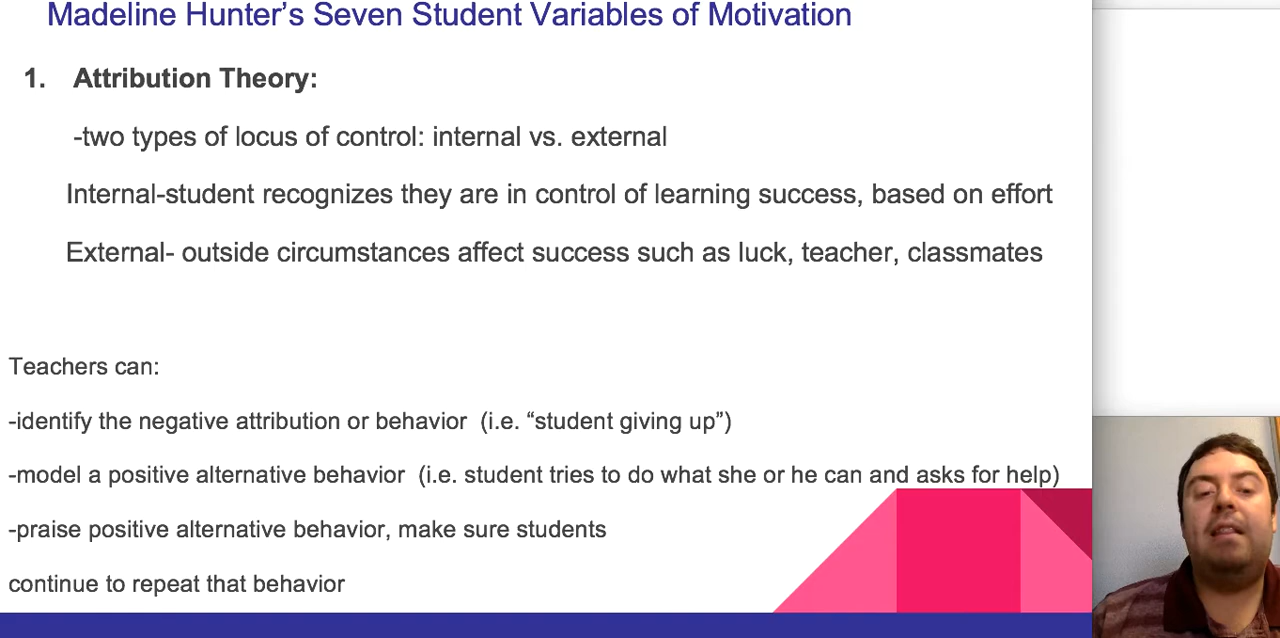 Madeline Hunter’s Seven Student Variables of Motivation
1. Attribution Theory:
-two types of locus of control: internal vs. external
Internal-student recognizes they are in control of learning success, based on effort
External- outside circumstances affect success such as luck, teacher, classmates
Teachers can:
-identify the negative attribution or behavior (i.e. “student giving up”)
-model a positive alternative behavior (i.e. student tries to do what she or he can and asks for help)
-praise positive alternative behavior, make sure students
continue to repeat that behavior